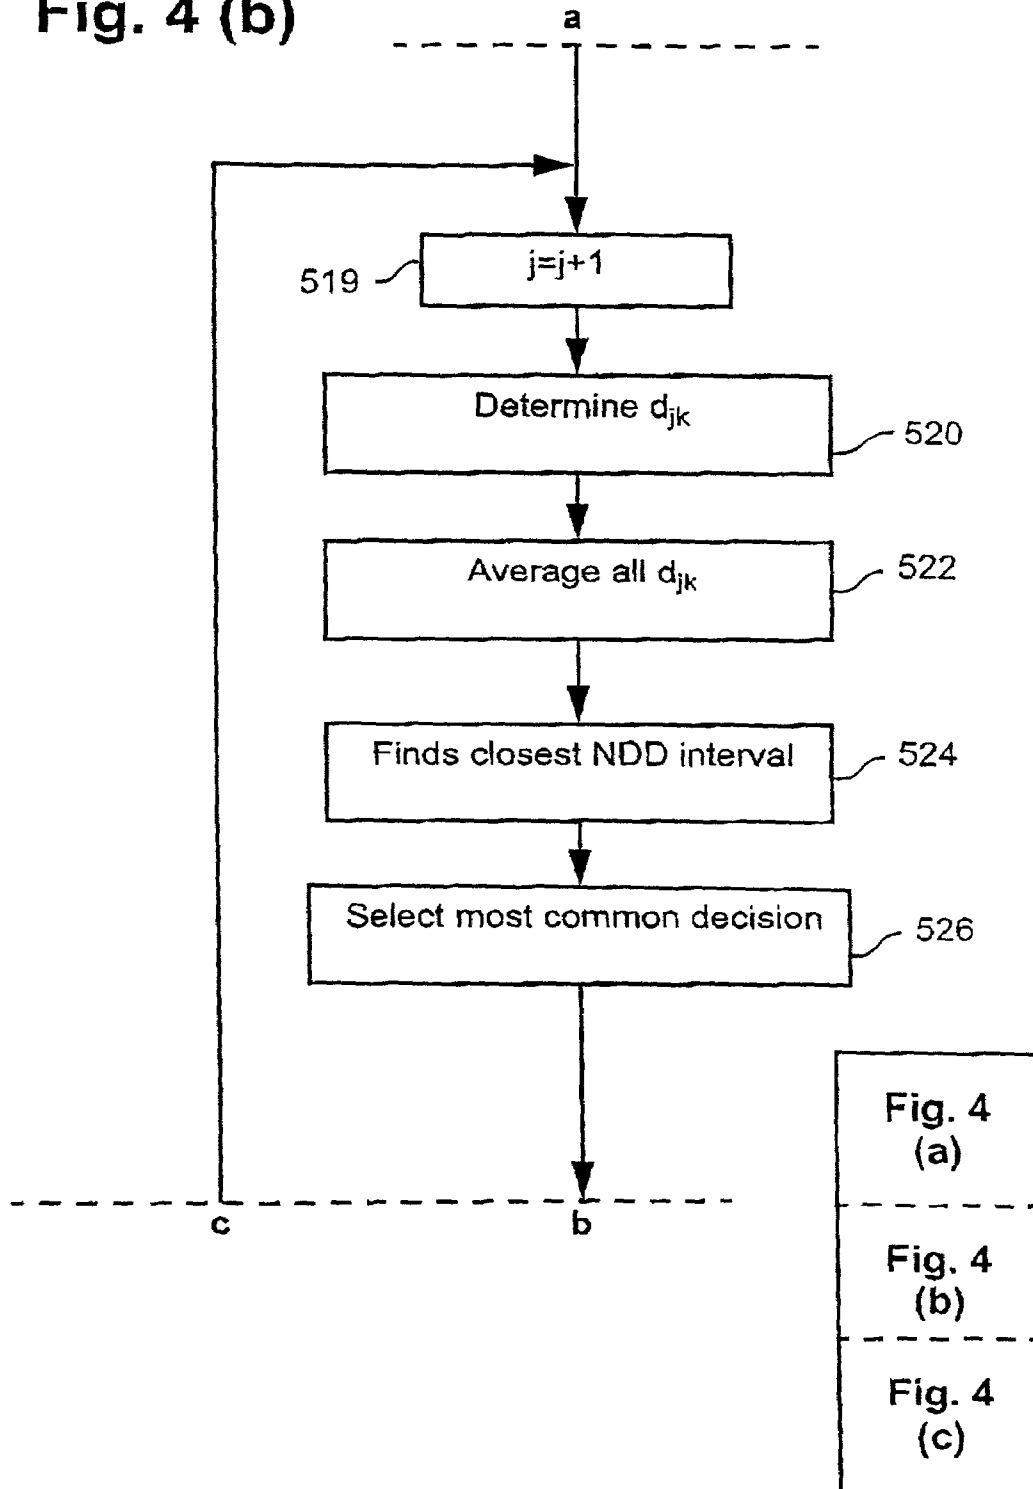 Fig. 4 (b)
a
j=j+1
519
Determine djk
520
Average all djk
522
Finds closest NDD interval
524
Select most common decision
526
c
b
Fig. 4
(a)
Fig. 4
(b)
Fig. 4
(c)